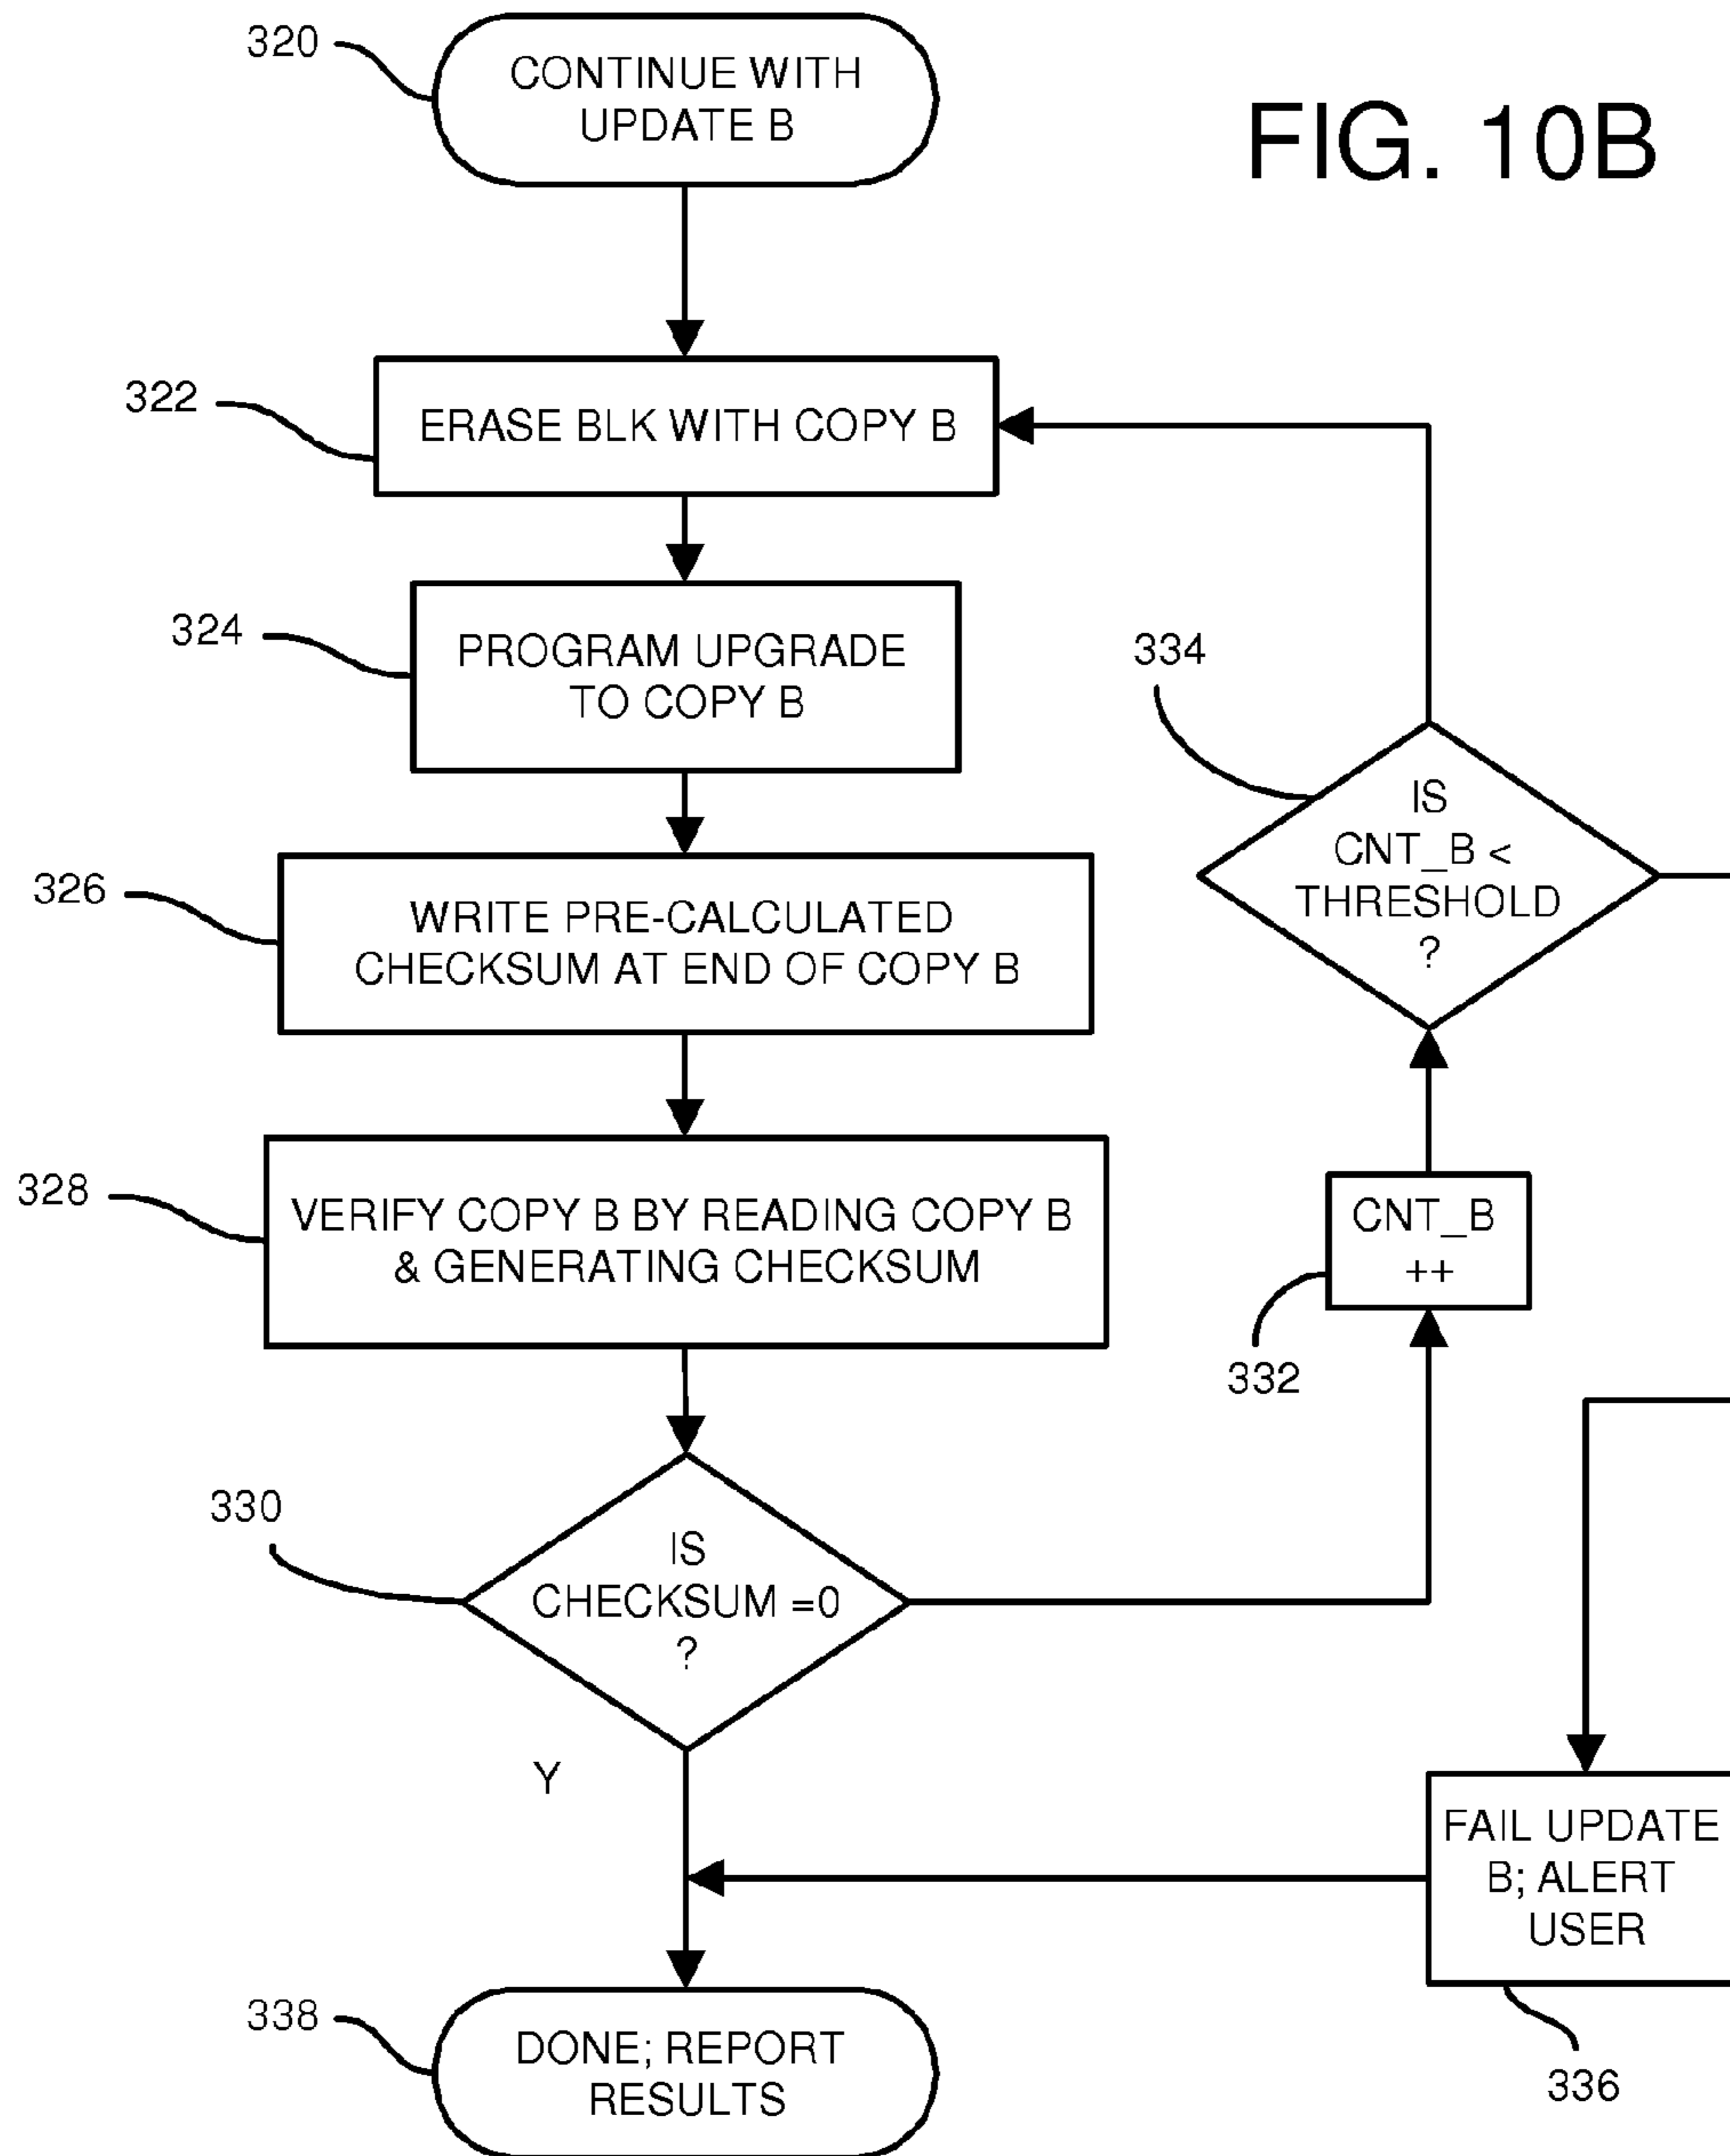 320
CONTINUE WITH
UPDATE B
FIG. 10B
322
ERASE BLK WITH COPY B
324
PROGRAM UPGRADE
TO COPY B
334
IS
CNT_B <
THRESHOLD
?
326
WRITE PRE-CALCULATED
CHECKSUM AT END OF COPY B
328
VERIFY COPY B BY READING COPY B
& GENERATING CHECKSUM
CNT_B
++
332
330
IS
CHECKSUM =0
?
Y
FAIL UPDATE
B; ALERT
USER
336
338
DONE; REPORT
RESULTS